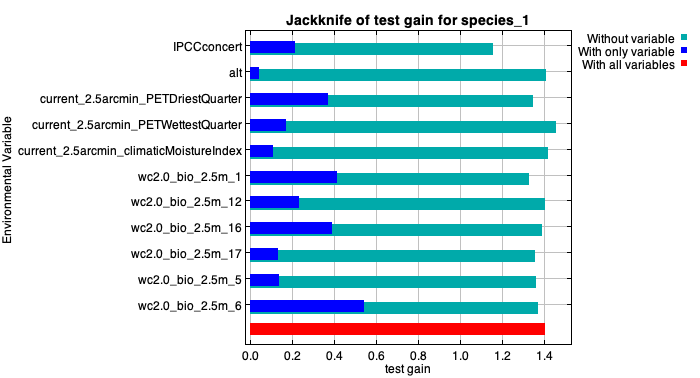 Jackknife of test gain for species_1
Without variable
With only variable
With all variables
Environmental Variable
IPCCconcert
alt
current_2.5arcmin_PETDriestQuarter
current_2.5arcmin_PETWettestQuarter
current_2.5arcmin_climaticMoistureIndex
wc2.0_bio_2.5m_1
wc2.0_bio_2.5m_12
wc2.0_bio_2.5m_16
wc2.0_bio_2.5m_17
wc2.0_bio_2.5m_5
wc2.0_bio_2.5m_6
0.0 0.2 0.4 0.6 0.8 1.0 1.2 1.4
test gain